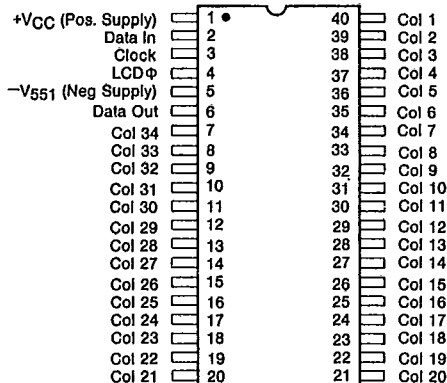 +VCC (Pos. Supply) 1 40 Col 1
Data In 2 39 Col 2
Clock 3 38 Col 3
LCDΦ 4 37 Col 4
−V551 (Neg Supply) 5 36 Col 5
Data Out 6 35 Col 6
Col 34 7 34 Col 7
Col 33 8 33 Col 8
Col 32 9 32 Col 9
Col 31 10 31 Col 10
Col 30 11 30 Col 11
Col 29 12 29 Col 12
Col 28 13 28 Col 13
Col 27 14 27 Col 14
Col 26 15 26 Col 15
Col 25 16 25 Col 16
Col 24 17 24 Col 17
Col 23 18 23 Col 18
Col 22 19 22 Col 19
Col 21 20 21 Col 20